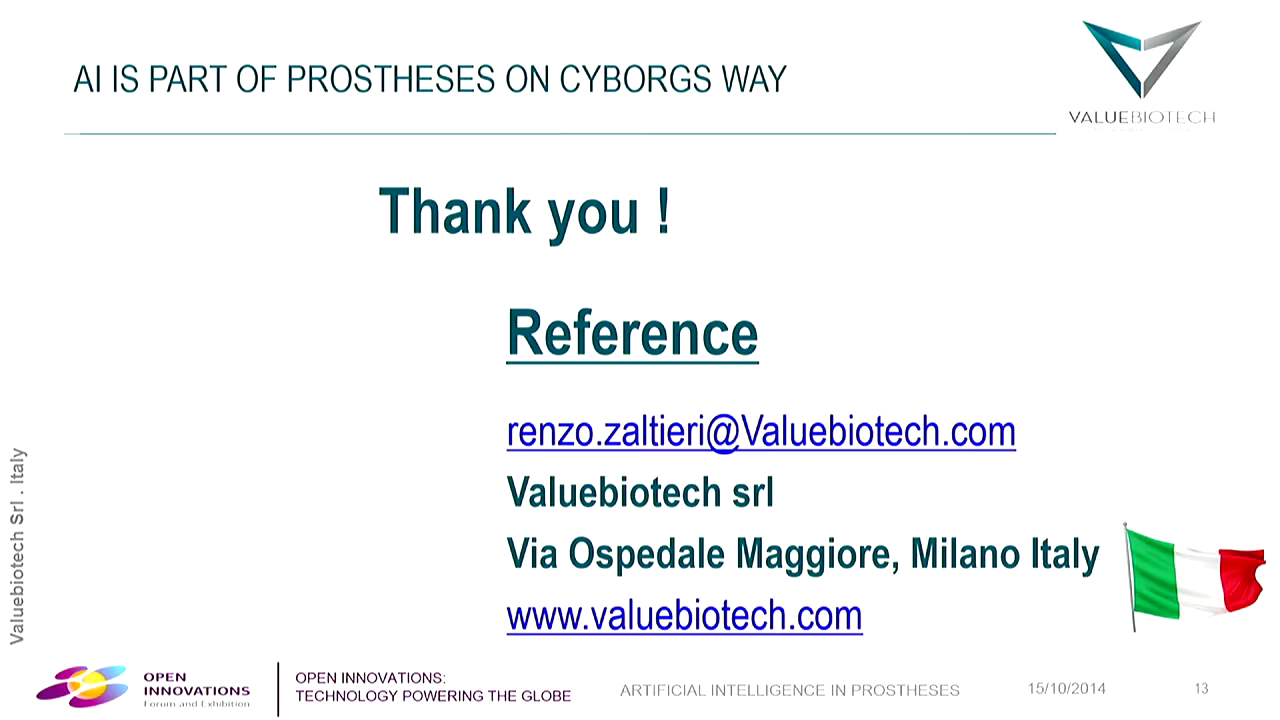 AI IS PART OF PROSTHESES ON CYBORGS WAY
VALUEBIOTECH
Thank you !
Reference
renzo.zaltieri@Valuebiotech.com
Valuebiotech srl
Via Ospedale Maggiore, Milano Italy
www.valuebiotech.com
Valuebiotech Srl . Italy
OPEN
INNOVATIONS
Forum and Exhibition
OPEN INNOVATIONS:
TECHNOLOGY POWERING THE GLOBE
ARTIFICIAL INTELLIGENCE IN PROSTHESES
15/10/2014
13